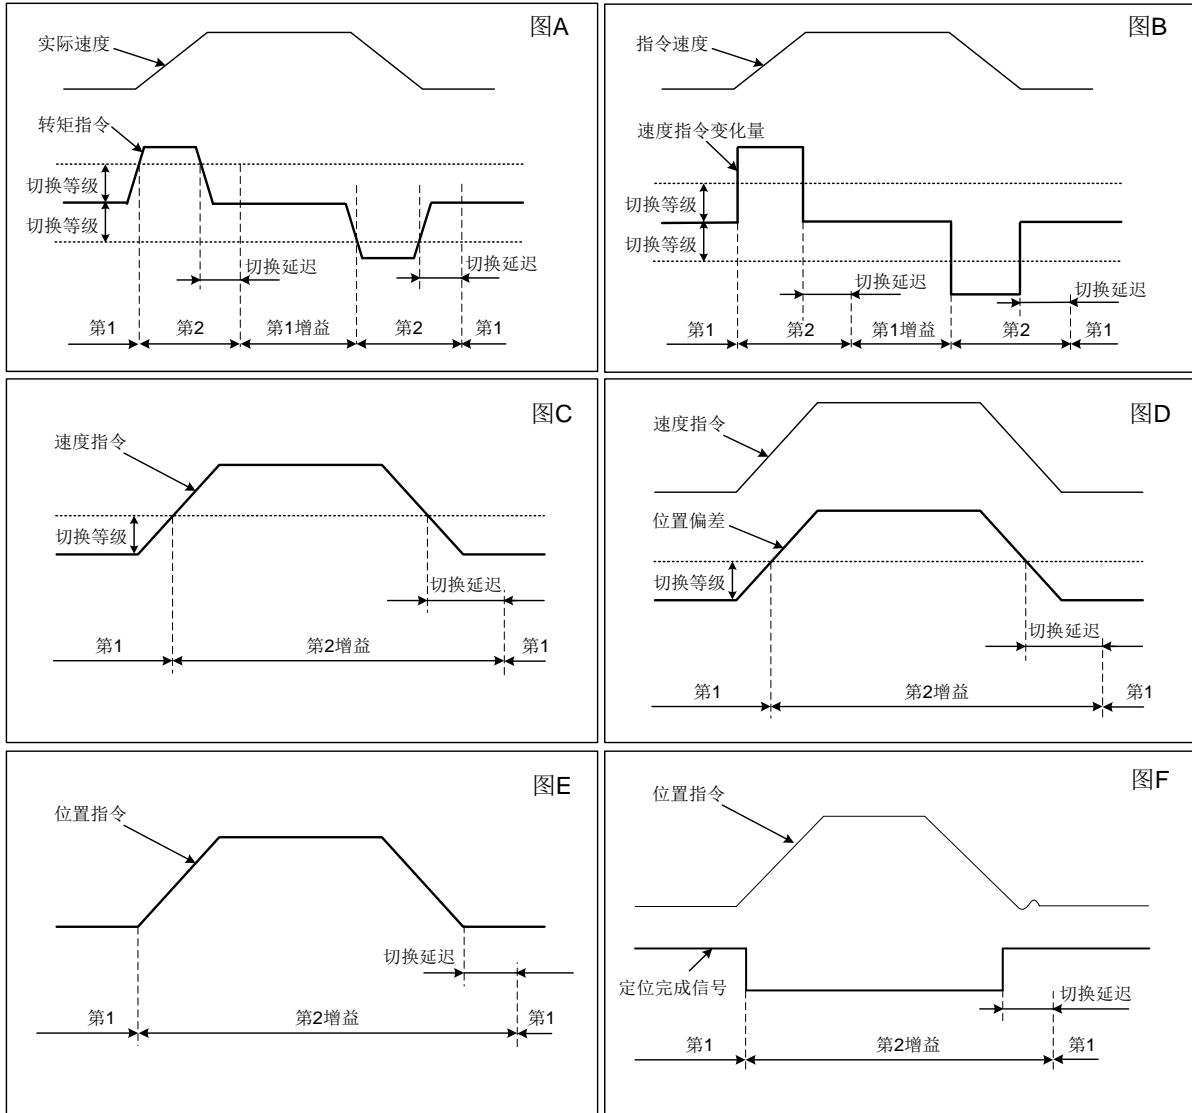 图A
实际速度
转矩指令
切换等级
切换等级
切换延迟
切换延迟
第1
第2
第1增益
第2
第1
图B
指令速度
速度指令变化量
切换等级
切换等级
切换延迟
切换延迟
第1
第2
第1增益
第2
第1
图C
速度指令
切换等级
切换延迟
第1
第2增益
第1
图D
速度指令
位置偏差
切换等级
切换延迟
第1
第2增益
第1
图E
位置指令
切换延迟
第1
第2增益
第1
图F
位置指令
定位完成信号
切换延迟
第1
第2增益
第1